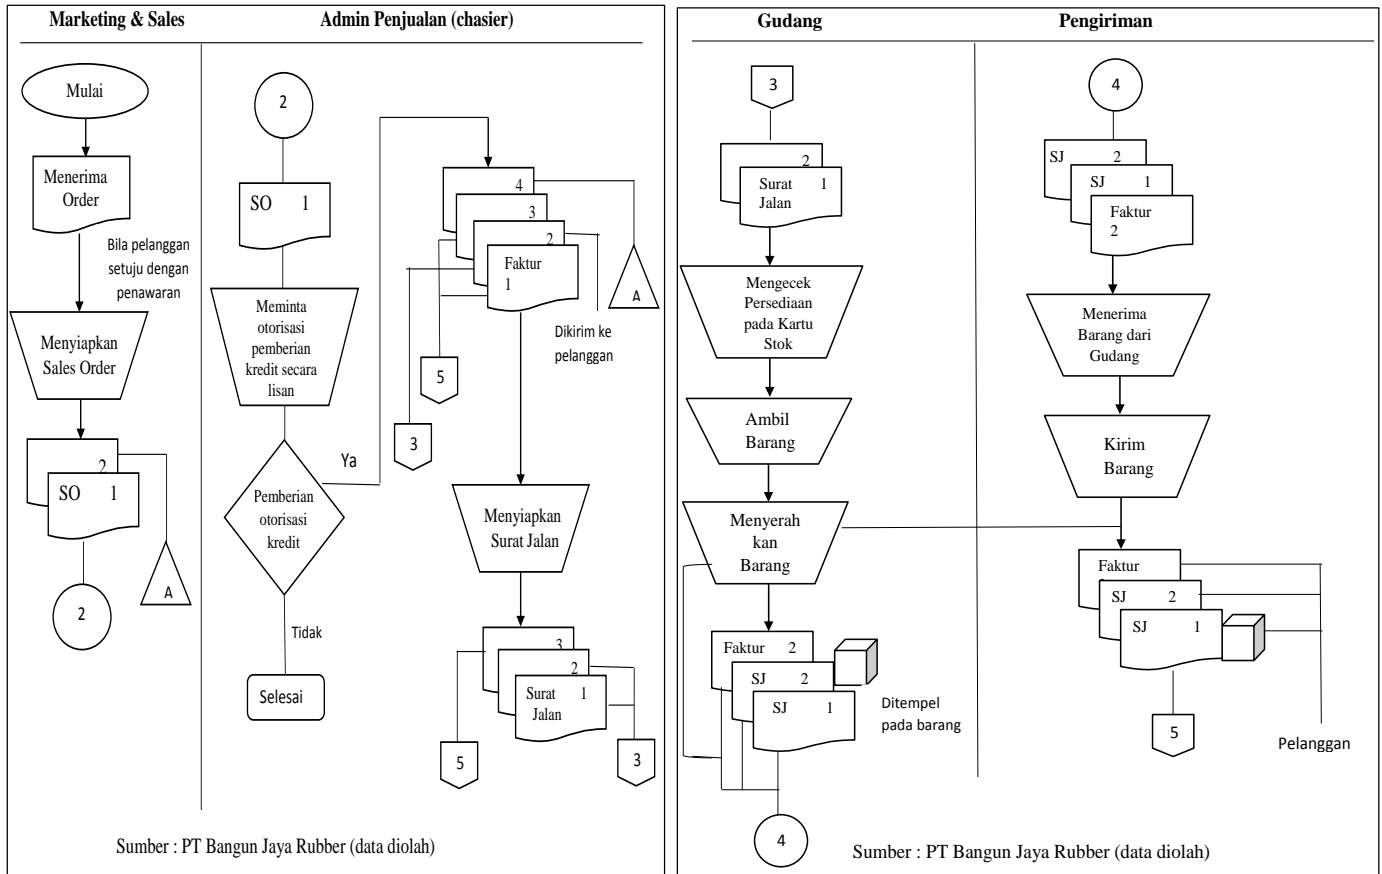 Marketing & Sales
Admin Penjualan (chasier)
Mulai
Menerima
Order
Bila pelanggan
setuju dengan
penawaran
Menyiapkan
Sales Order
2
SO 1
A
2
2
SO 1
Meminta
otorisasi
pemberian
kredit secara
lisan
Pemberian
otorisasi
kredit
Ya
Tidak
Selesai
4
3
2
Faktur
1
A
Dikirim ke
pelanggan
5
3
Menyiapkan
Surat Jalan
3
2
Surat 1
Jalan
5
3
Sumber : PT Bangun Jaya Rubber (data diolah)
Gudang
Pengiriman
3
2
Surat 1
Jalan
Mengecek
Persediaan
pada Kartu
Stok
Ambil
Barang
Menyerah
kan
Barang
Faktur 2
SJ 2
SJ 1
Ditempel
pada barang
4
4
SJ 2
SJ 1
Faktur
2
Menerima
Barang dari
Gudang
Kirim
Barang
Faktur
SJ 2
SJ 1
5
Pelanggan
Sumber : PT Bangun Jaya Rubber (data diolah)